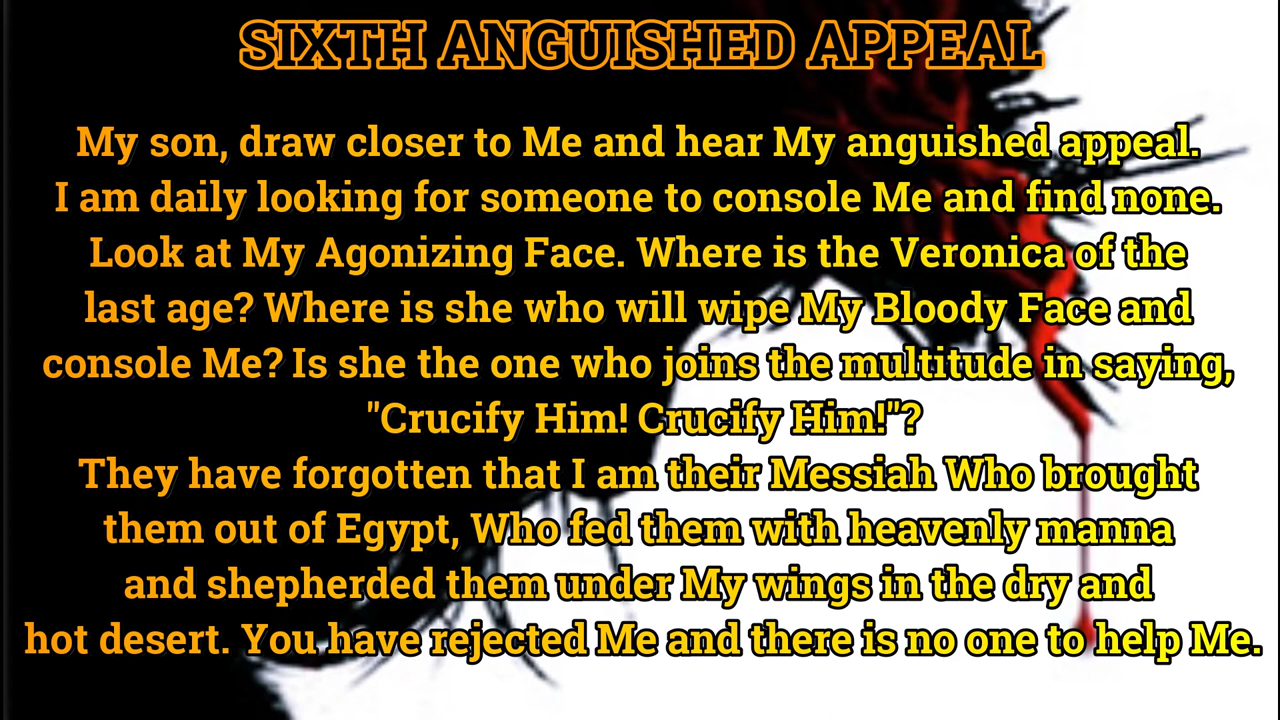 SIXTH ANGUISHED APPEAL
My son, draw closer to Me and hear My anguished appeal.
I am daily looking for someone to console Me and find none.
Look at My Agonizing Face. Where is the Veronica of the
last age? Where is she who will wipe My Bloody Face and
console Me? Is she the one who joins the multitude in saying,
"Crucify Him! Crucify Him!"?
They have forgotten that I am their Messiah Who brought
them out of Egypt, Who fed them with heavenly manna
and shepherded them under My wings in the dry and
hot desert. You have rejected Me and there is no one to help Me.